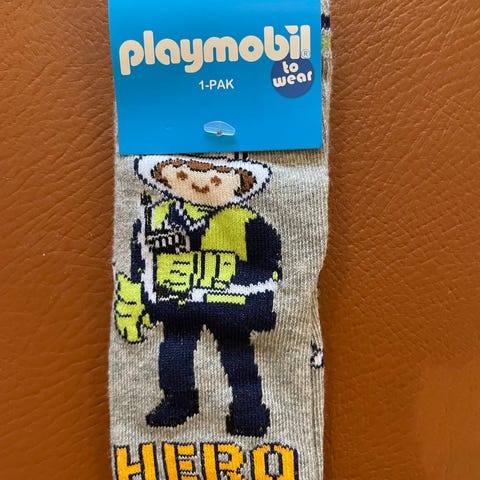 playmobil®
to
wear
1-PAK
HERO